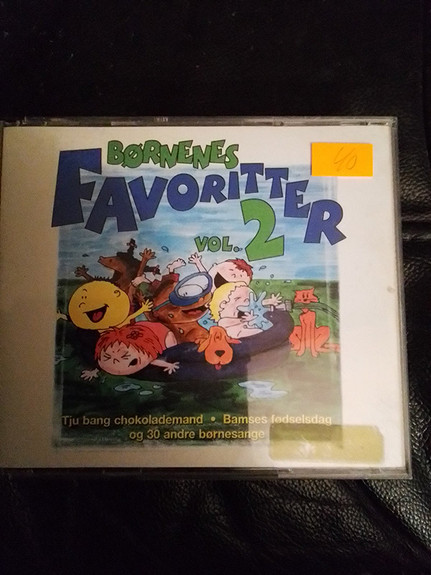 BØRNENES
FAVORITTER
VOL. 2
40
Tju bang chokolademand • Bamses fødselsdag
og 30 andre børnesange